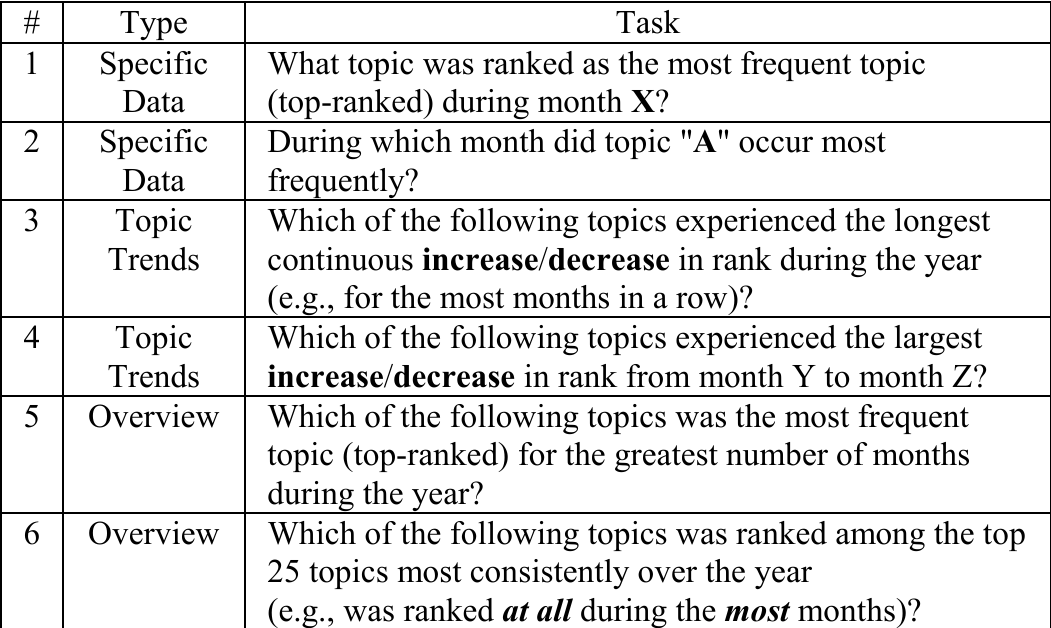 # Type Task
1 Specific Data What topic was ranked as the most frequent topic
(top-ranked) during month X?
2 Specific Data During which month did topic "A" occur most
frequently?
3 Topic Trends Which of the following topics experienced the longest
continuous increase/decrease in rank during the year
(e.g., for the most months in a row)?
4 Topic Trends Which of the following topics experienced the largest
increase/decrease in rank from month Y to month Z?
5 Overview Which of the following topics was the most frequent
topic (top-ranked) for the greatest number of months
during the year?
6 Overview Which of the following topics was ranked among the top
25 topics most consistently over the year
(e.g., was ranked at all during the most months)?